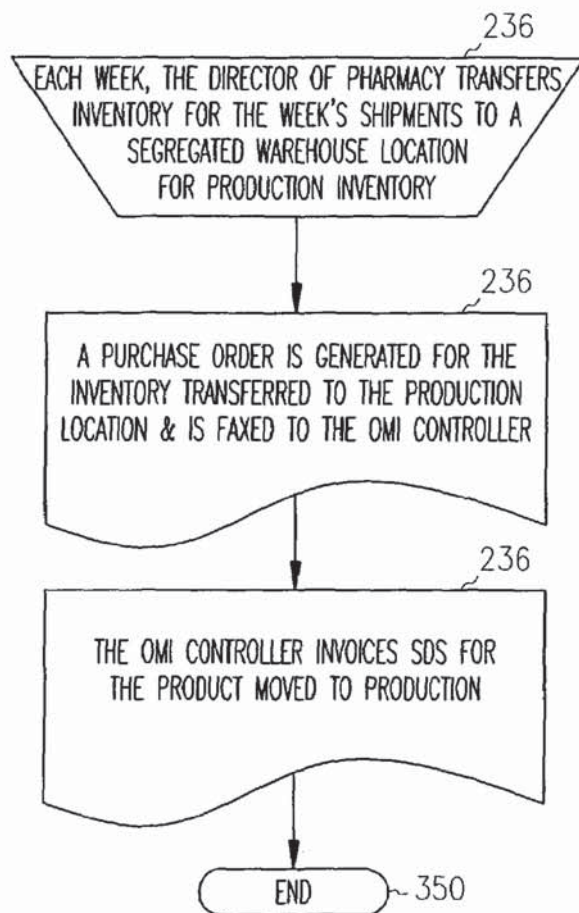 236
EACH WEEK, THE DIRECTOR OF PHARMACY TRANSFERS
INVENTORY FOR THE WEEK'S SHIPMENTS TO A
SEGREGATED WAREHOUSE LOCATION
FOR PRODUCTION INVENTORY
236
A PURCHASE ORDER IS GENERATED FOR THE
INVENTORY TRANSFERRED TO THE PRODUCTION
LOCATION & IS FAXED TO THE OMI CONTROLLER
236
THE OMI CONTROLLER INVOICES SDS FOR
THE PRODUCT MOVED TO PRODUCTION
END 350